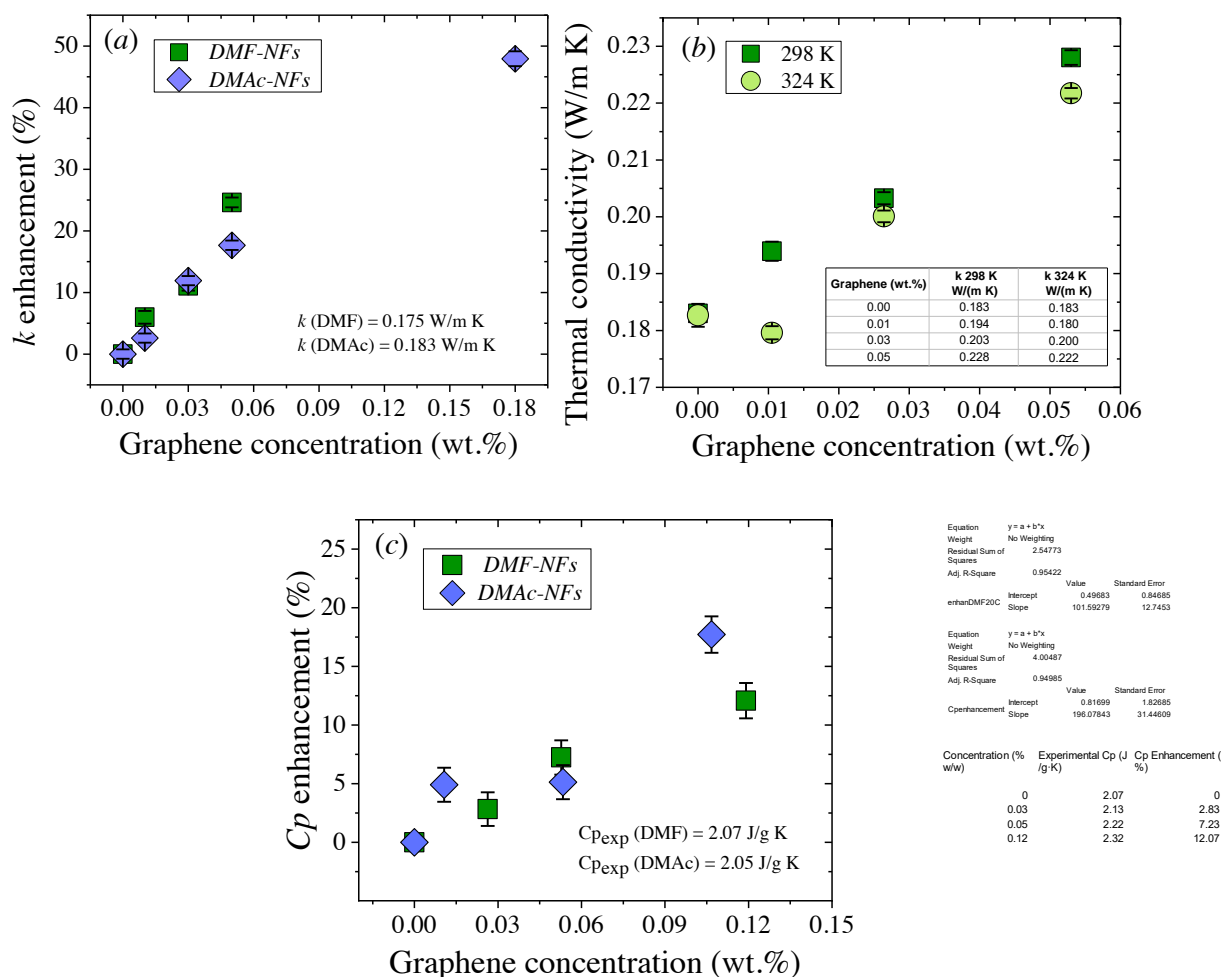 (a)
DMF-NFs
DMAc-NFs
k enhancement (%)
50
40
30
20
10
0
k (DMF) = 0.175 W/m K
k (DMAc) = 0.183 W/m K
0.00 0.03 0.06 0.09 0.12 0.15 0.18
Graphene concentration (wt.%)
(b)
298 K
324 K
Thermal conductivity (W/m K)
0.23
0.22
0.21
0.20
0.19
0.18
0.17
Graphene (wt.%) k 298 K W/(m K) k 324 K W/(m K)
0.00 0.183 0.183
0.01 0.194 0.180
0.03 0.203 0.200
0.05 0.228 0.222
0.00 0.01 0.02 0.03 0.04 0.05 0.06
Graphene concentration (wt.%)
(c)
DMF-NFs
DMAc-NFs
Cp enhancement (%)
25
20
15
10
5
0
Cpexp (DMF) = 2.07 J/g K
Cpexp (DMAc) = 2.05 J/g K
0.00 0.03 0.06 0.09 0.12 0.15
Graphene concentration (wt.%)
Equation y = a + b*x
Weight No Weighting
Residual Sum of Squares 2.54773
Adj. R-Square 0.95422
Value Standard Error
enhanDMF20C Intercept 0.49683 0.84685
Slope 101.59279 12.7453
Equation y = a + b*x
Weight No Weighting
Residual Sum of Squares 4.00487
Adj. R-Square 0.94985
Value Standard Error
Cpenhancement Intercept 0.81699 1.82685
Slope 196.07843 31.44609
Concentration (% w/w) Experimental Cp (J/g·K) Cp Enhancement (%)
0 2.07 0
0.03 2.13 2.83
0.05 2.22 7.23
0.12 2.32 12.07